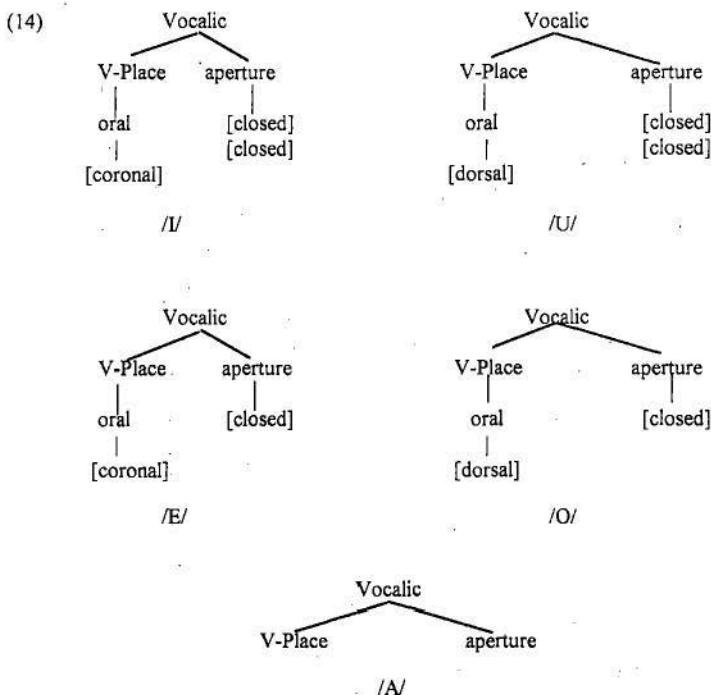 (14) Vocalic Vocalic
V-Place aperture V-Place aperture
oral [closed] oral [closed]
[closed] [closed]
[coronal] [dorsal]
/I/ /U/
Vocalic Vocalic
V-Place aperture V-Place aperture
oral [closed] oral [closed]
[coronal] [dorsal]
/E/ /O/
Vocalic
V-Place aperture
/A/